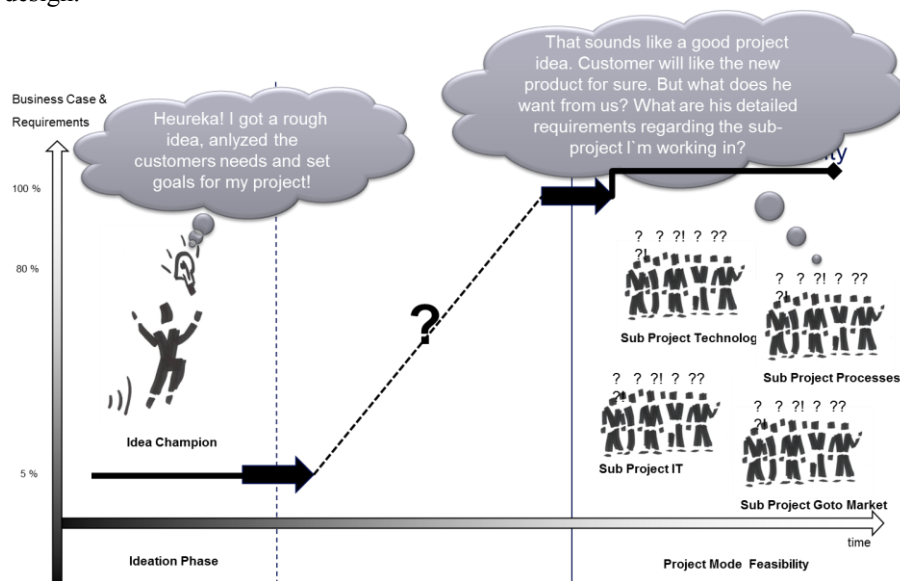 design.
Business Case &
Requirements
Heureka! I got a rough
idea, anlyzed the
customers needs and set
goals for my project!
That sounds like a good project
idea. Customer will like the new
product for sure. But what does he
want from us? What are his detailed
requirements regarding the sub-
project I`m working in?
ity
100 %
80 %
5 %
?
? ? ?! ? ??
?!
Sub Project Technolog
? ? ?! ? ??
?!
Sub Project Processes
? ? ?! ? ??
?!
Sub Project IT
? ? ?! ? ??
?!
Sub Project Goto Market
Idea Champion
time
Ideation Phase
Project Mode Feasibility